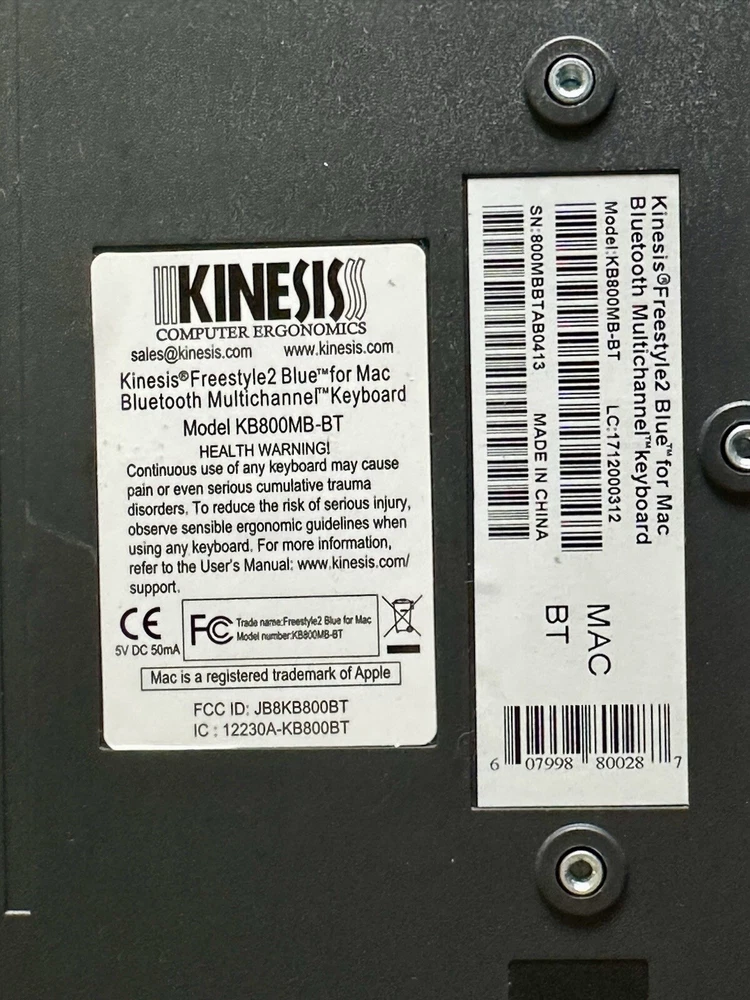 KINESIS
COMPUTER ERGONOMICS
sales@kinesis.com www.kinesis.com
Kinesis®Freestyle2 Blue™for Mac
Bluetooth Multichannel™Keyboard
Model KB800MB-BT
HEALTH WARNING!
Continuous use of any keyboard may cause
pain or even serious cumulative trauma
disorders. To reduce the risk of serious injury,
observe sensible ergonomic guidelines when
using any keyboard. For more information,
refer to the User's Manual: www.kinesis.com/
support.
CE
5V DC 50mA
FC
Trade name:Freestyle2 Blue for Mac
Model number:KB800MB-BT
Mac is a registered trademark of Apple
FCC ID: JB8KB800BT
IC : 12230A-KB800BT
Kinesis®Freestyle2 Blue™ for Mac
Bluetooth Multichannel™keyboard
Model:KB800MB-BT LC:1712000312
SN:800MBBTAB0413 MADE IN CHINA
MAC
BT
6 07998 80028 7